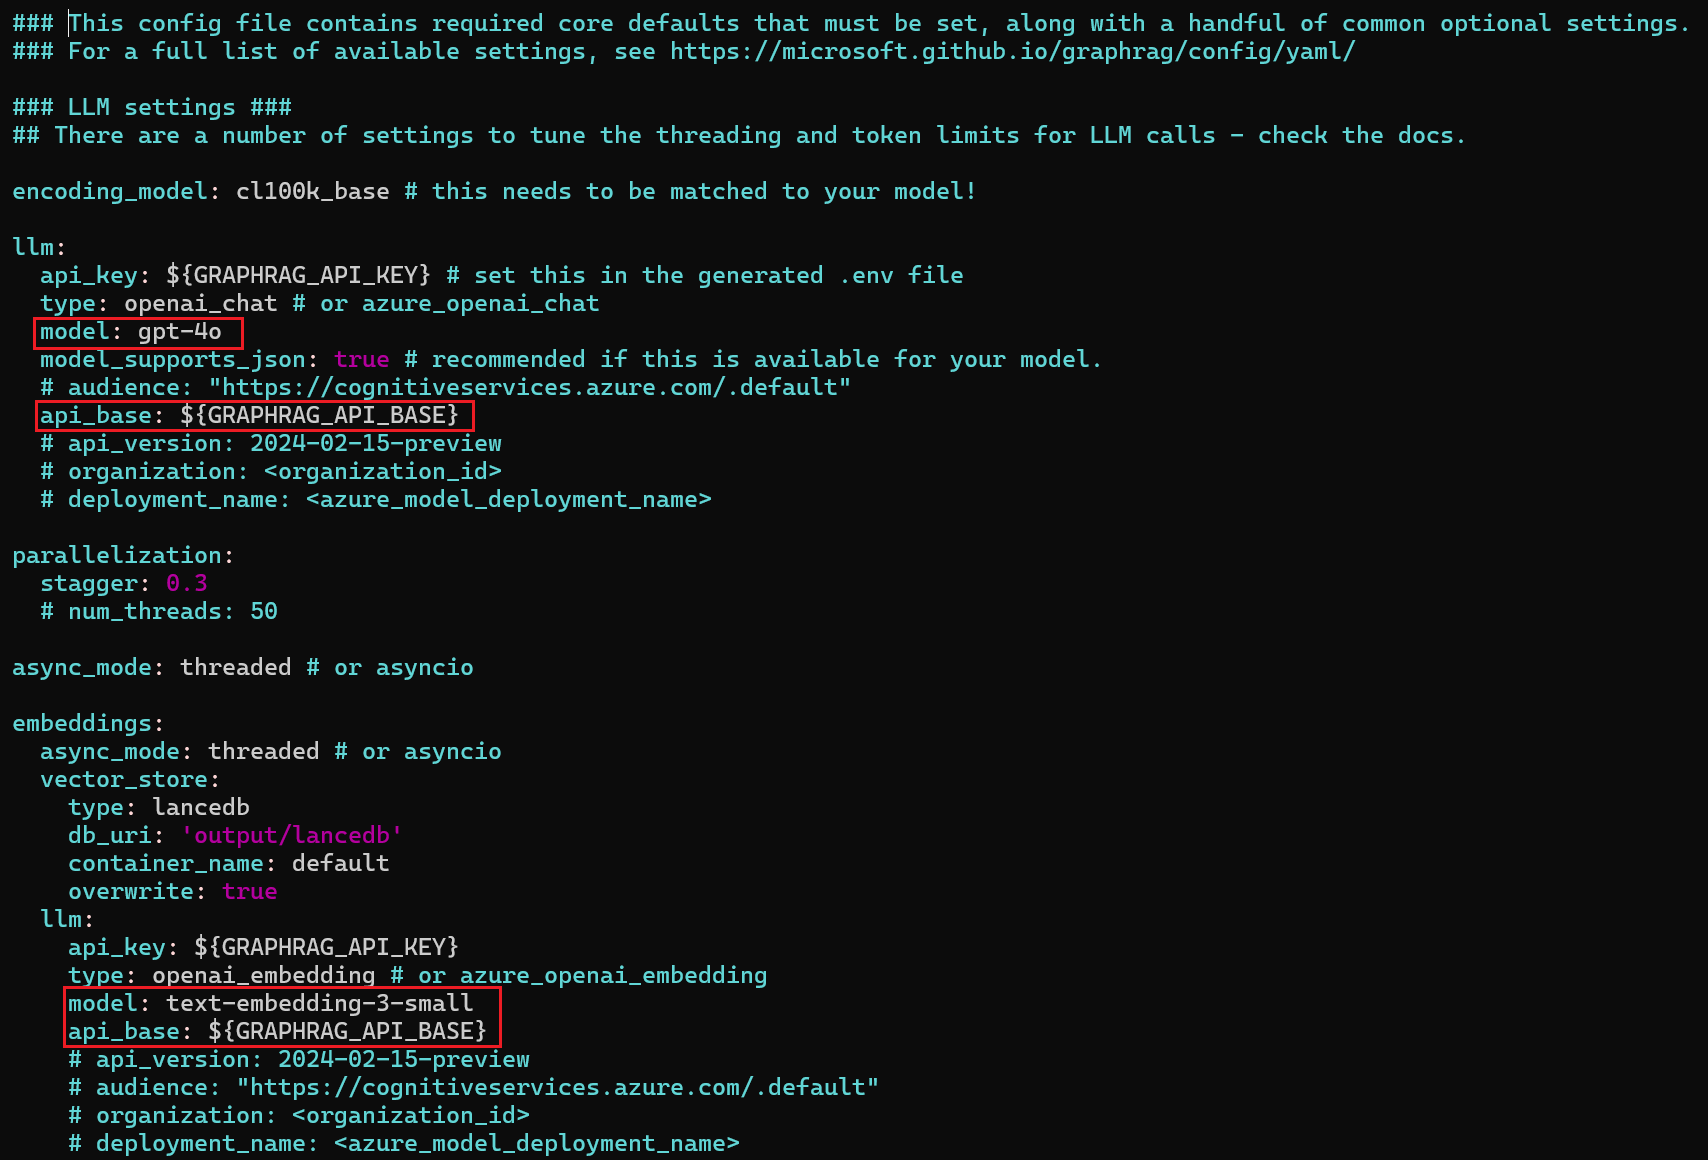 ### This config file contains required core defaults that must be set, along with a handful of common optional settings.
### For a full list of available settings, see https://microsoft.github.io/graphrag/config/yaml/

### LLM settings ###
## There are a number of settings to tune the threading and token limits for LLM calls - check the docs.

encoding_model: cl100k_base # this needs to be matched to your model!

llm:
  api_key: ${GRAPHRAG_API_KEY} # set this in the generated .env file
  type: openai_chat # or azure_openai_chat
  model: gpt-4o
  model_supports_json: true # recommended if this is available for your model.
  # audience: "https://cognitiveservices.azure.com/.default"
  api_base: ${GRAPHRAG_API_BASE}
  # api_version: 2024-02-15-preview
  # organization: <organization_id>
  # deployment_name: <azure_model_deployment_name>

parallelization:
  stagger: 0.3
  # num_threads: 50

async_mode: threaded # or asyncio

embeddings:
  async_mode: threaded # or asyncio
  vector_store:
    type: lancedb
    db_uri: 'output/lancedb'
    container_name: default
    overwrite: true
  llm:
    api_key: ${GRAPHRAG_API_KEY}
    type: openai_embedding # or azure_openai_embedding
    model: text-embedding-3-small
    api_base: ${GRAPHRAG_API_BASE}
    # api_version: 2024-02-15-preview
    # audience: "https://cognitiveservices.azure.com/.default"
    # organization: <organization_id>
    # deployment_name: <azure_model_deployment_name>